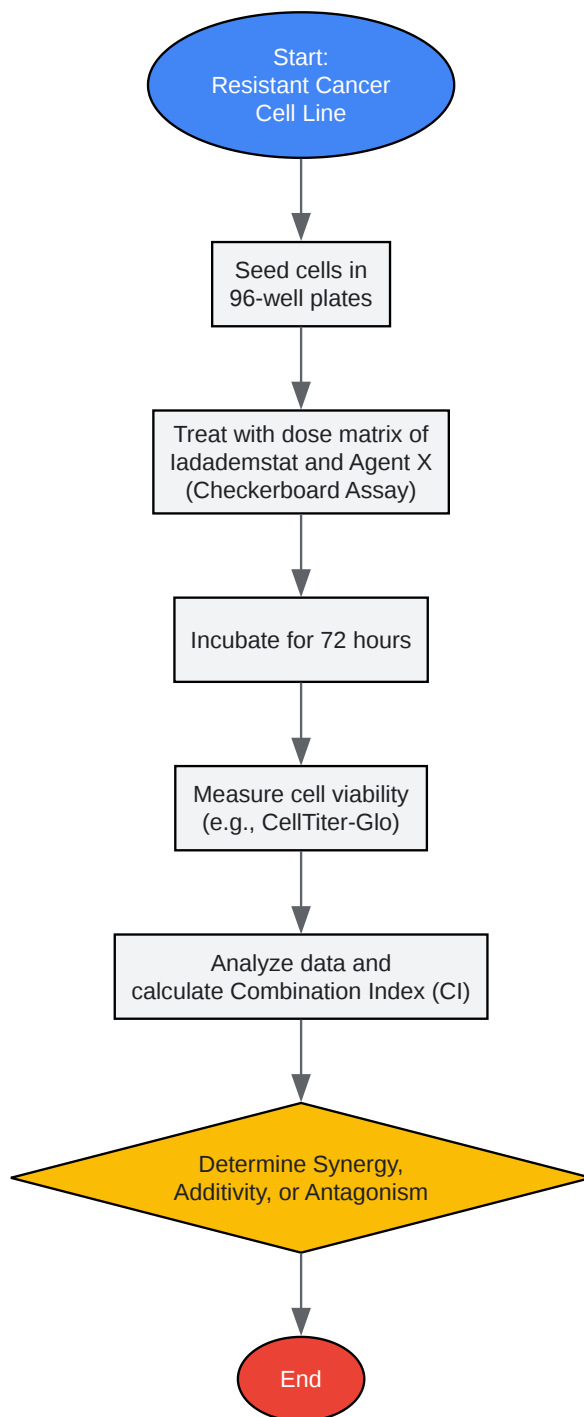 Start:
Resistant Cancer
Cell Line
Seed cells in
96-well plates
Treat with dose matrix of
Iadademstat and Agent X
(Checkerboard Assay)
Incubate for 72 hours
Measure cell viability
(e.g., CellTiter-Glo)
Analyze data and
calculate Combination Index (CI)
Determine Synergy,
Additivity, or Antagonism
End